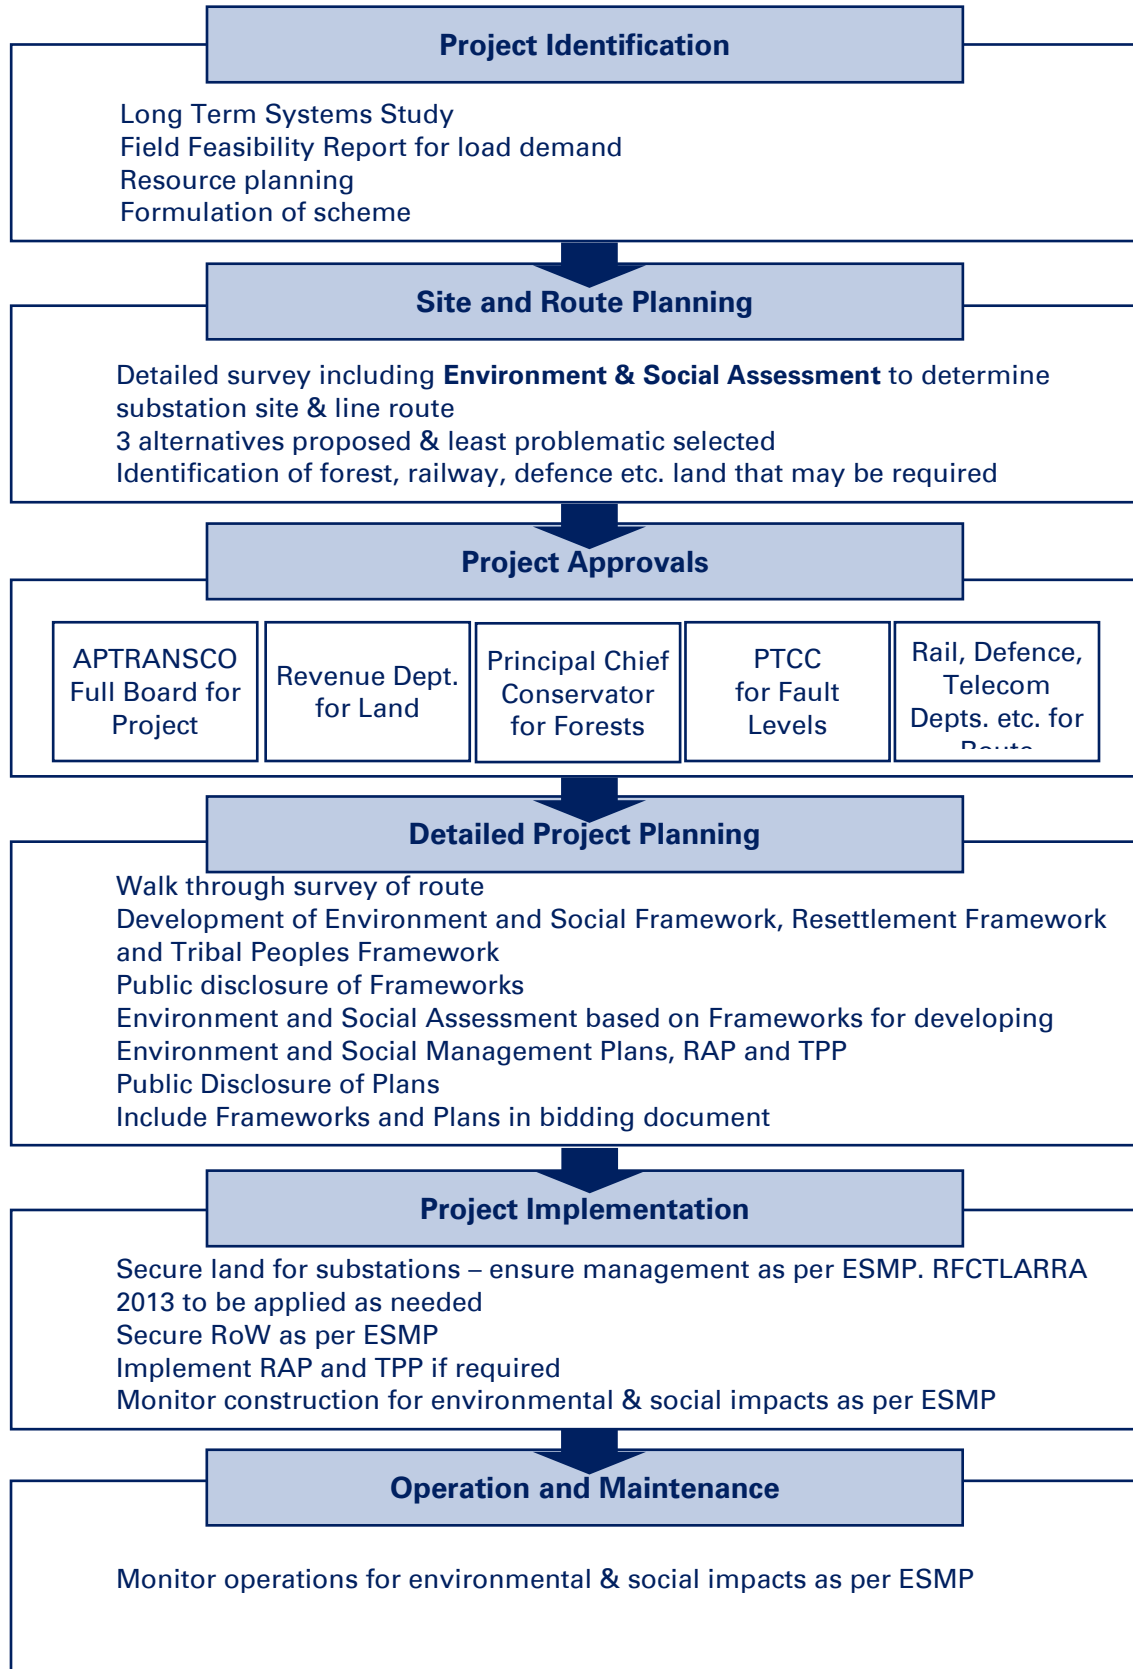 Project Identification
Long Term Systems Study
Field Feasibility Report for load demand
Resource planning
Formulation of scheme
Site and Route Planning
Detailed survey including Environment & Social Assessment to determine
substation site & line route
3 alternatives proposed & least problematic selected
Identification of forest, railway, defence etc. land that may be required
Project Approvals
APTRANSCO
Full Board for
Project
Revenue Dept.
for Land
Principal Chief
Conservator
for Forests
PTCC
for Fault
Levels
Rail, Defence,
Telecom
Depts. etc. for
Detailed Project Planning
Walk through survey of route
Development of Environment and Social Framework, Resettlement Framework
and Tribal Peoples Framework
Public disclosure of Frameworks
Environment and Social Assessment based on Frameworks for developing
Environment and Social Management Plans, RAP and TPP
Public Disclosure of Plans
Include Frameworks and Plans in bidding document
Project Implementation
Secure land for substations – ensure management as per ESMP. RFCTLARRA
2013 to be applied as needed
Secure RoW as per ESMP
Implement RAP and TPP if required
Monitor construction for environmental & social impacts as per ESMP
Operation and Maintenance
Monitor operations for environmental & social impacts as per ESMP